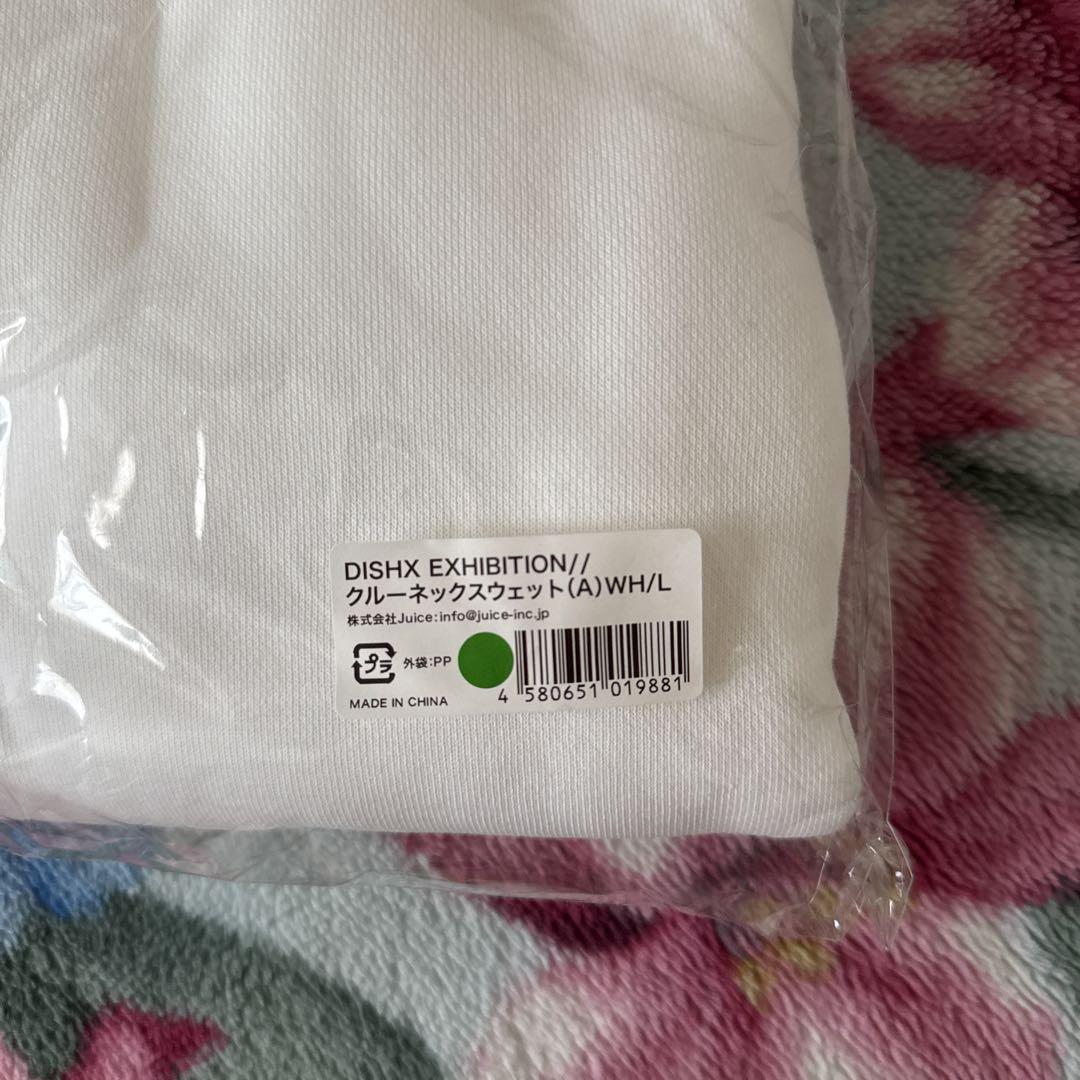 DISHX EXHIBITION//
クルーネックスウェット(A)WH/L
株式会社Juice:info@juice-inc.jp
プラ 外袋:PP
4 580651 019881
MADE IN CHINA